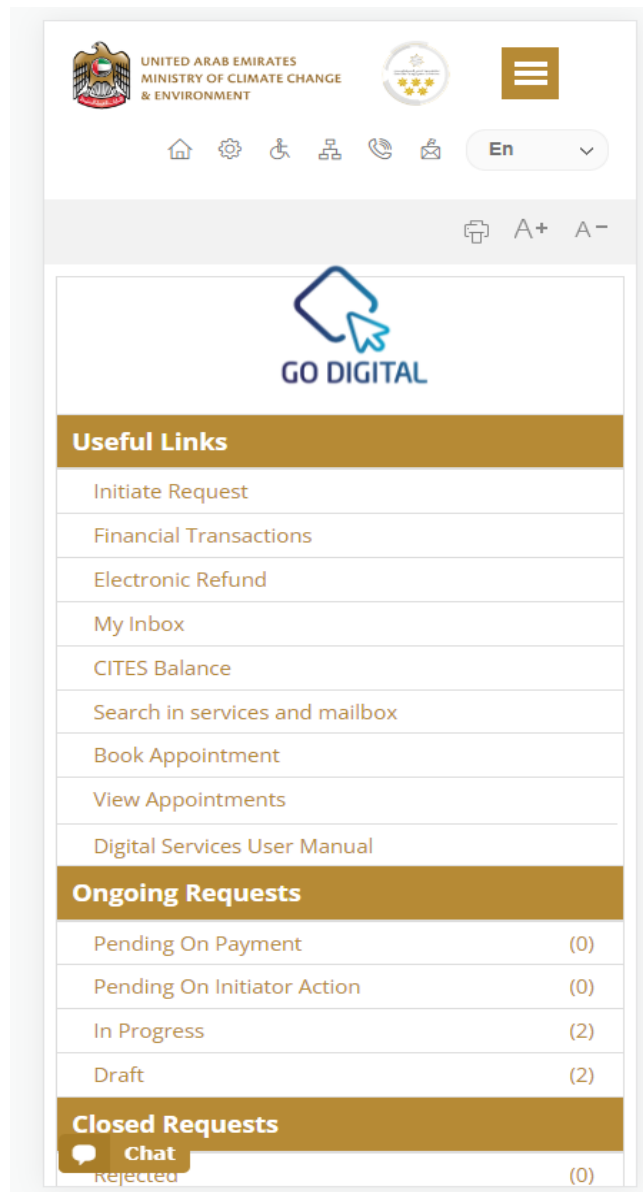 UNITED ARAB EMIRATES
MINISTRY OF CLIMATE CHANGE
& ENVIRONMENT
En
A+ A-
GO DIGITAL
Useful Links
Initiate Request
Financial Transactions
Electronic Refund
My Inbox
CITES Balance
Search in services and mailbox
Book Appointment
View Appointments
Digital Services User Manual
Ongoing Requests
Pending On Payment (0)
Pending On Initiator Action (0)
In Progress (2)
Draft (2)
Closed Requests
Chat
Rejected (0)